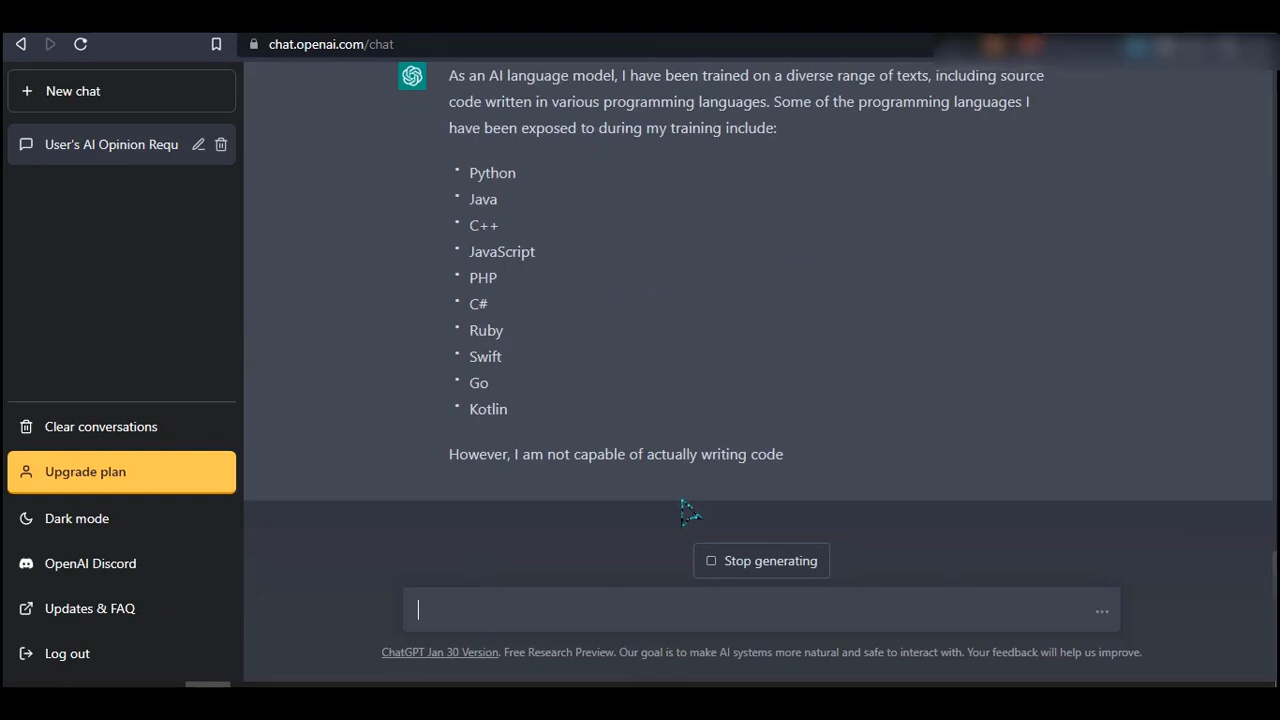 chat.openai.com/chat
New chat
User's AI Opinion Requ
Clear conversations
Upgrade plan
Dark mode
OpenAI Discord
Updates & FAQ
Log out
As an AI language model, I have been trained on a diverse range of texts, including source
code written in various programming languages. Some of the programming languages I
have been exposed to during my training include:
• Python
• Java
• C++
• JavaScript
• PHP
• C#
• Ruby
• Swift
• Go
• Kotlin
However, I am not capable of actually writing code
Stop generating
ChatGPT Jan 30 Version. Free Research Preview. Our goal is to make AI systems more natural and safe to interact with. Your feedback will help us improve.